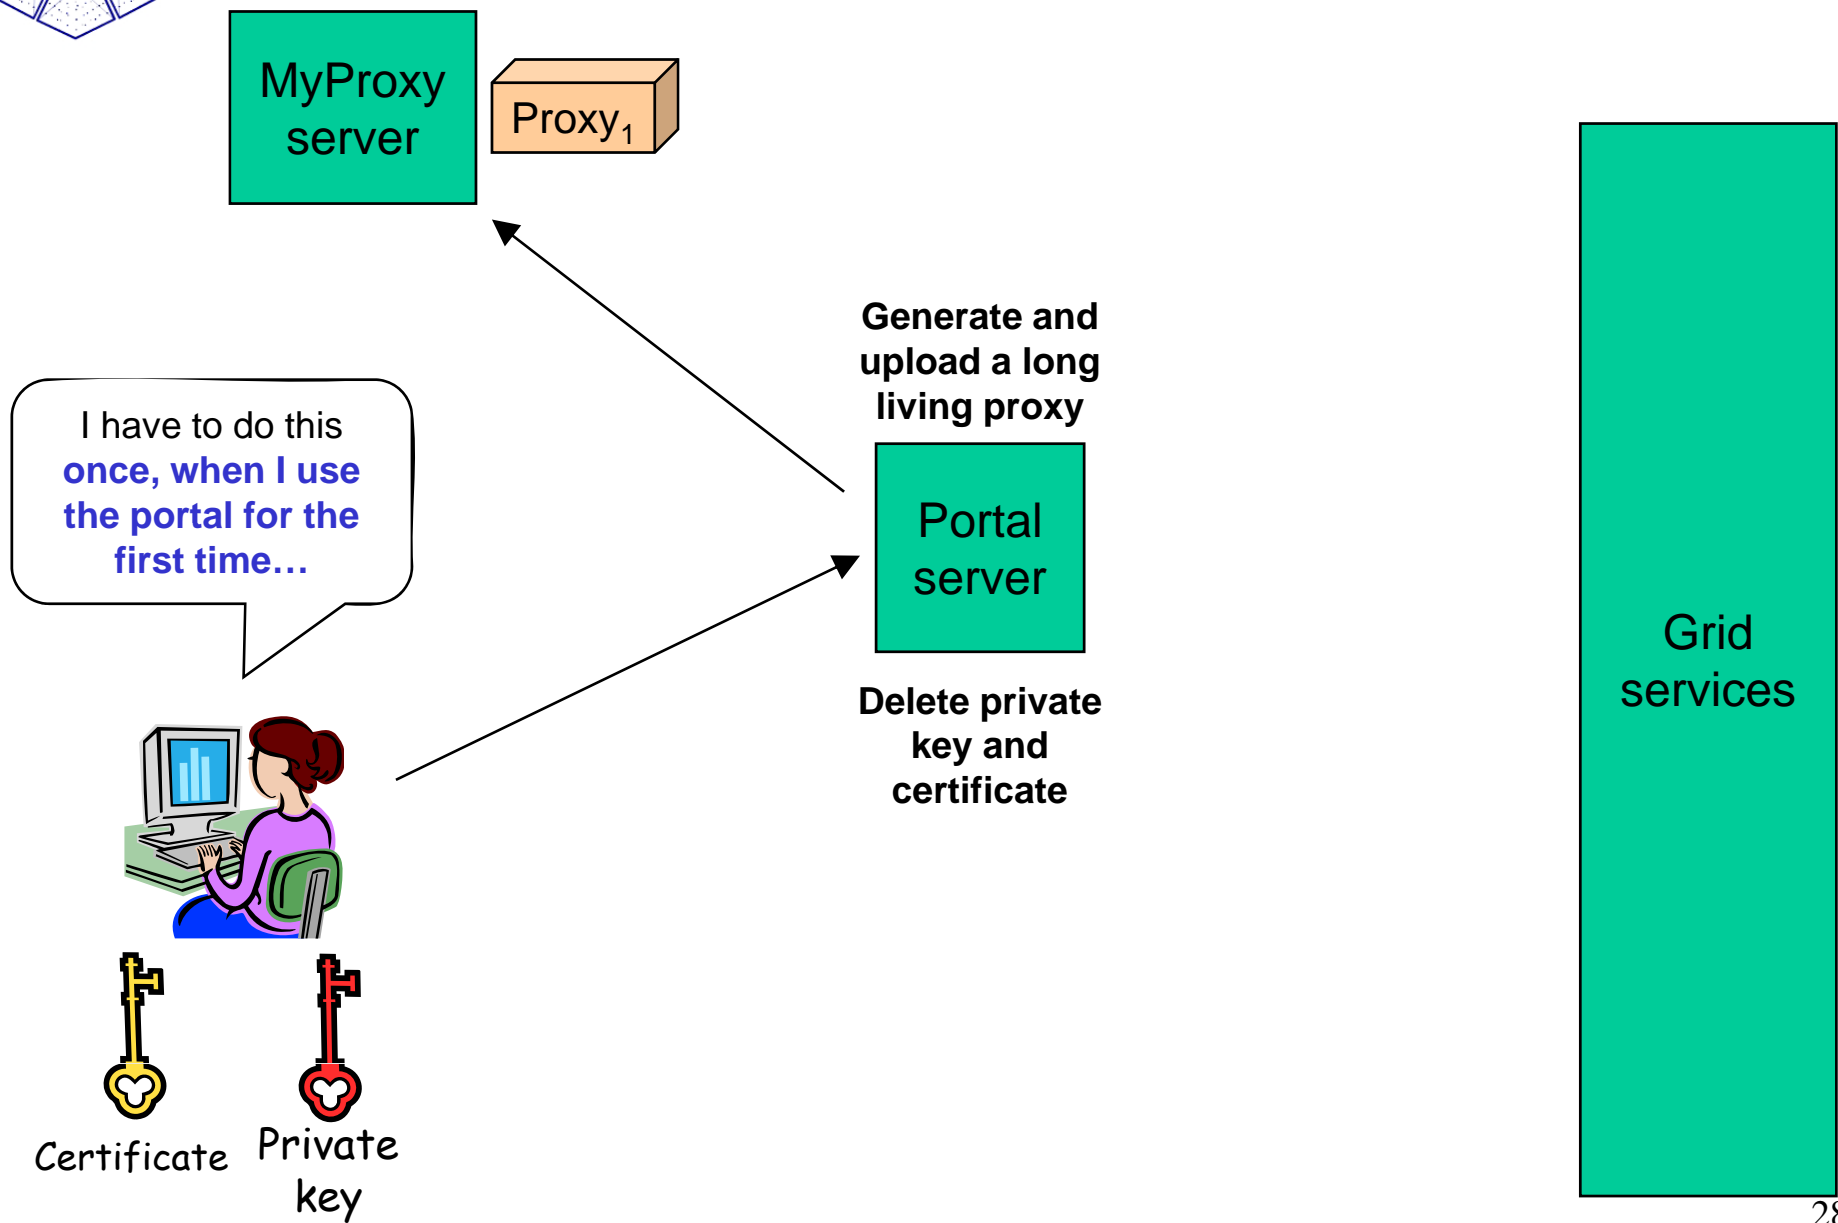 MyProxy
server
Proxy1
Generate and
upload a long
living proxy
I have to do this
once, when I use
the portal for the
first time…
Portal
server
Delete private
key and
certificate
Grid
services
Certificate
Private
key
28